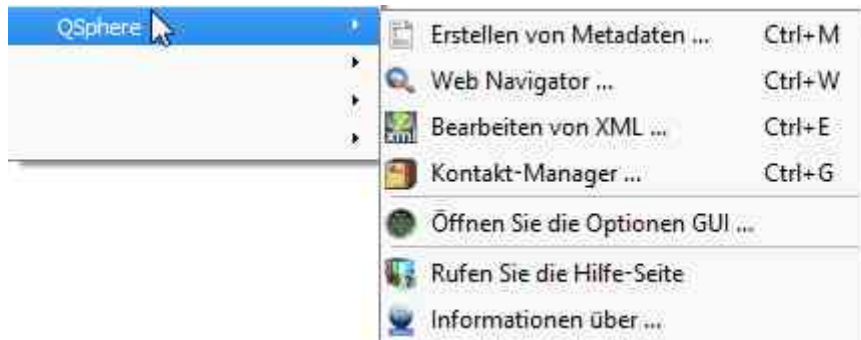 QSphere
Erstellen von Metadaten ... Ctrl+M
Web Navigator ... Ctrl+W
Bearbeiten von XML ... Ctrl+E
Kontakt-Manager ... Ctrl+G
Öffnen Sie die Optionen GUI ...
Rufen Sie die Hilfe-Seite
Informationen über ...